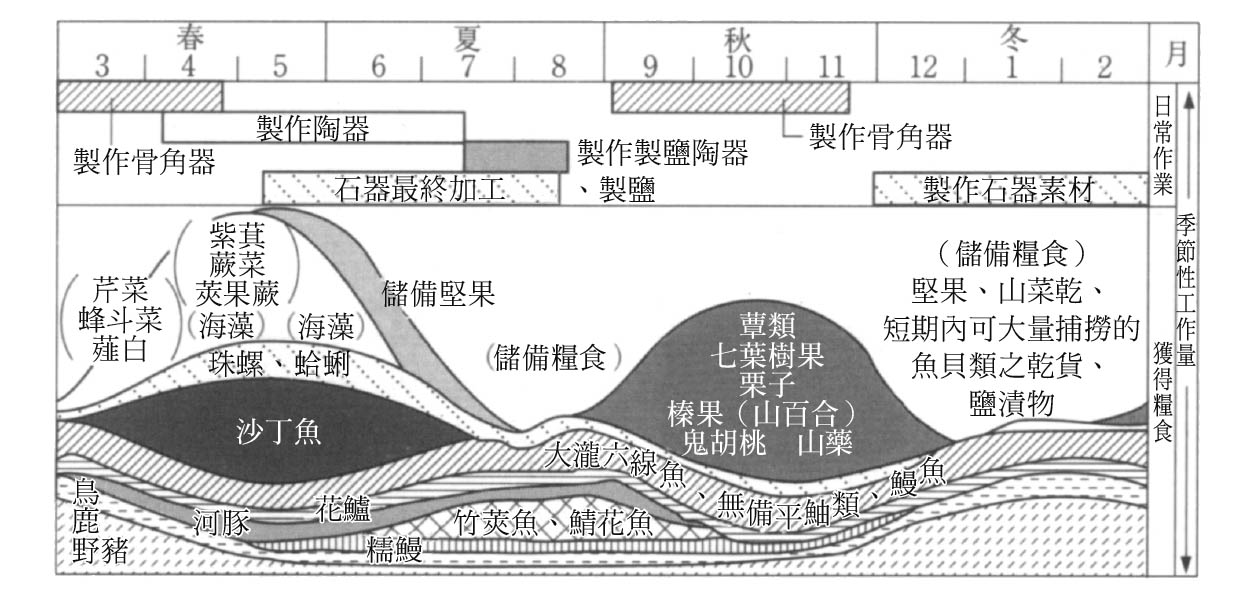 春 夏 秋 冬 月
3 4 5 6 7 8 9 10 11 12 1 2
製作骨角器
製作陶器
製作製鹽陶器
、製鹽
石器最終加工
製作骨角器
製作石器素材
日常作業
季節性工作量
獲得糧食
芹菜
蜂斗菜
薤白
紫萁
蕨菜
莢果蕨
(海藻)
(海藻)
珠螺、蛤蜊
沙丁魚
儲備堅果
(儲備糧食)
蕈類
七葉樹果
栗子
榛果(山百合)
鬼胡桃 山藥
(儲備糧食)
堅果、山菜乾、
短期內可大量捕撈的
魚貝類之乾貨、
鹽漬物
大瀧六線魚、無備平鮋類、鰻魚
鳥
鹿
野豬
河豚
花鱸
竹莢魚、鯖花魚
糯鰻